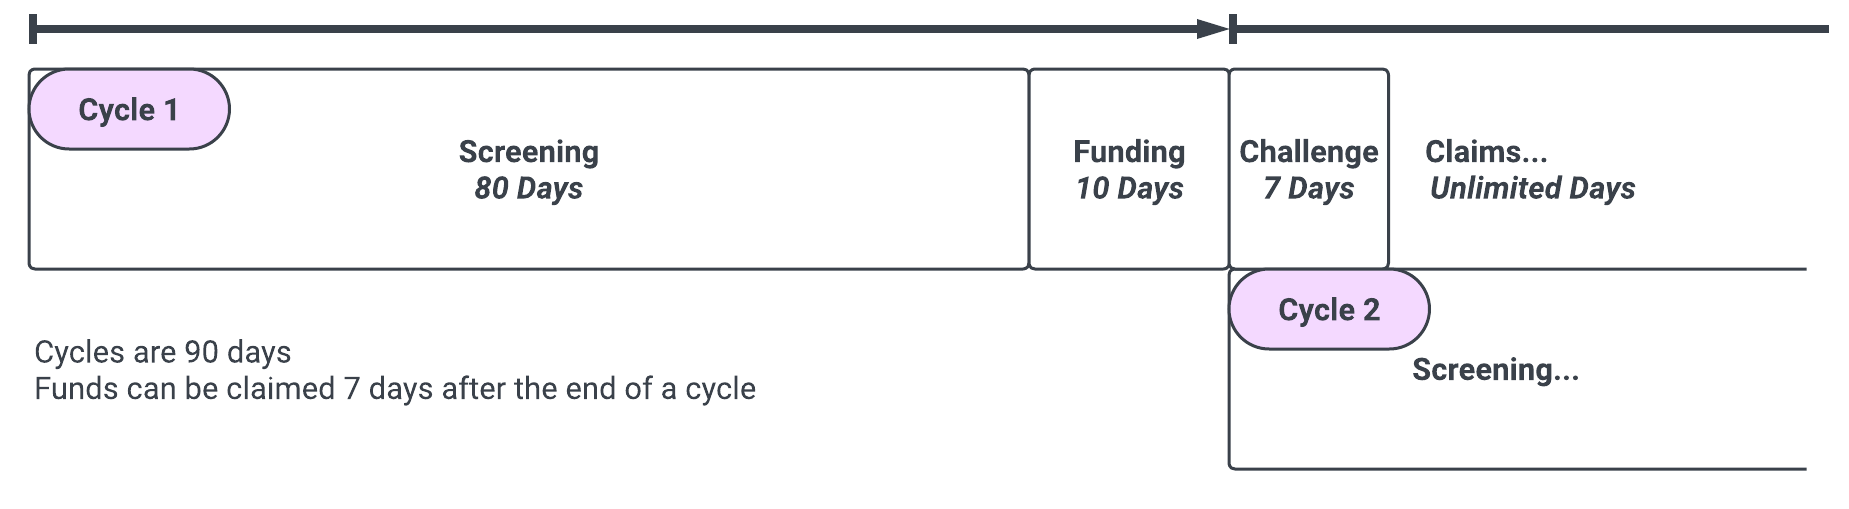 Cycle 1
Screening
80 Days
Funding
10 Days
Challenge
7 Days
Claims...
Unlimited Days
Cycle 2
Screening...
Cycles are 90 days
Funds can be claimed 7 days after the end of a cycle